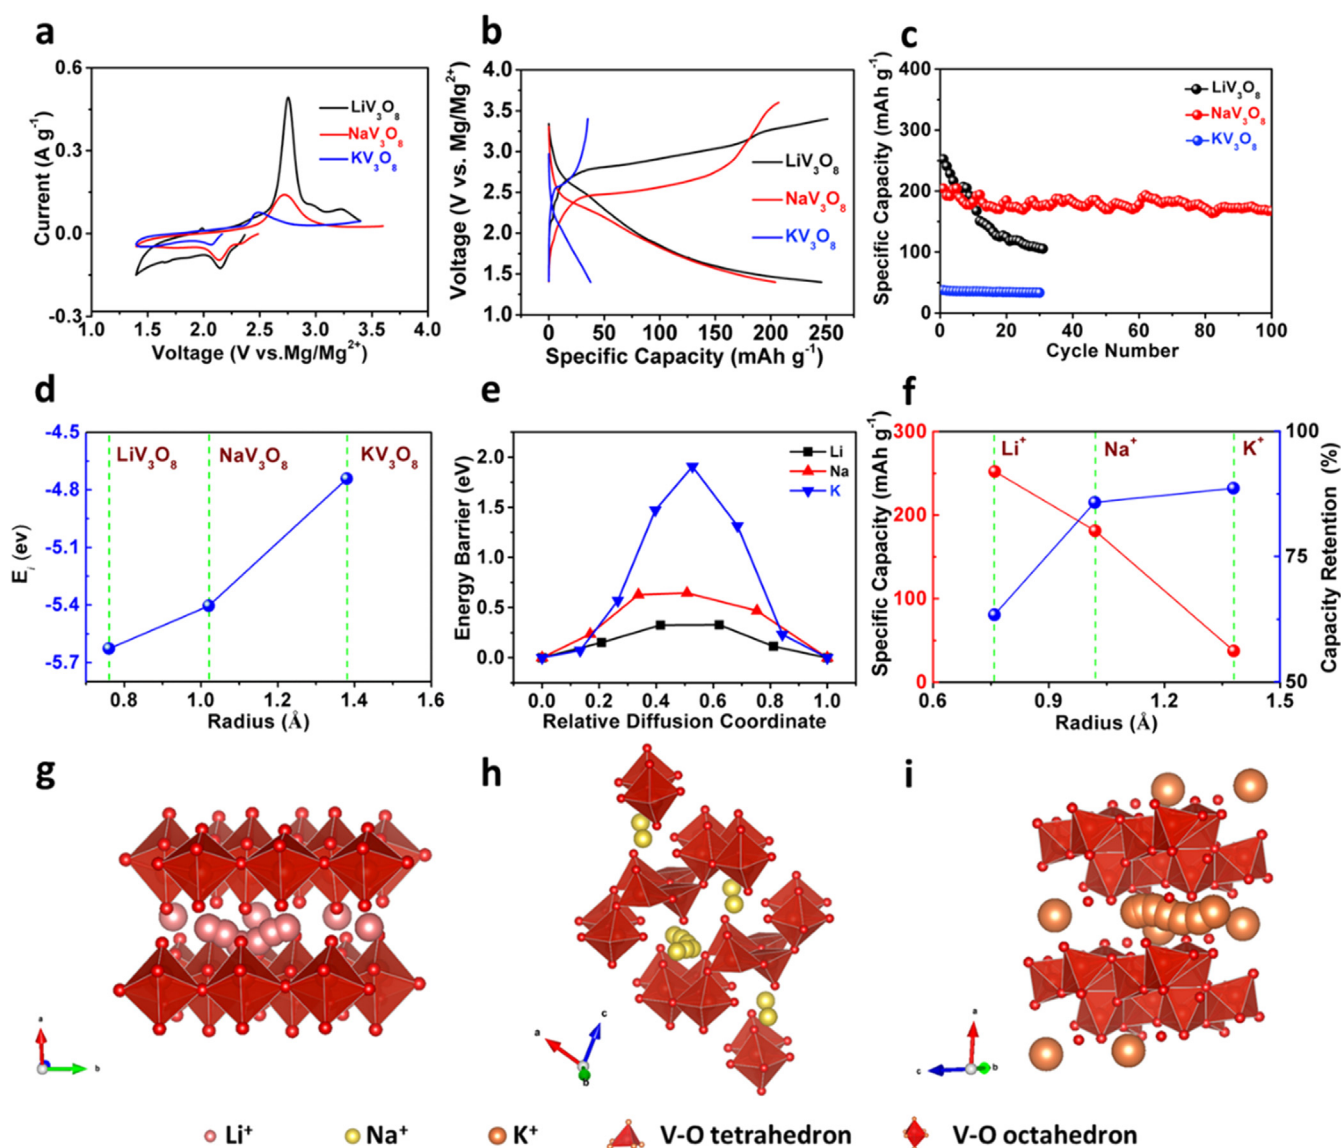 a
0.6
0.3
0.0
-0.3
1.0
1.5
2.0
2.5
3.0
3.5
4.0
Current (A g⁻¹)
Voltage (V vs.Mg/Mg²⁺)
LiV₃O₈
NaV₃O₈
KV₃O₈
b
4.0
3.5
3.0
2.5
2.0
1.5
1.0
0
50
100
150
200
250
Voltage (V vs. Mg/Mg²⁺)
Specific Capacity (mAh g⁻¹)
LiV₃O₈
NaV₃O₈
KV₃O₈
c
400
300
200
100
0
0
20
40
60
80
100
Specific Capacity (mAh g⁻¹)
Cycle Number
LiV₃O₈
NaV₃O₈
KV₃O₈
d
-4.5
-4.8
-5.1
-5.4
-5.7
0.8
1.0
1.2
1.4
1.6
Eᵢ (ev)
Radius (Å)
LiV₃O₈
NaV₃O₈
KV₃O₈
e
2.0
1.5
1.0
0.5
0.0
0.0
0.2
0.4
0.6
0.8
1.0
Energy Barrier (eV)
Relative Diffusion Coordinate
Li
Na
K
f
300
200
100
0
100
75
50
0.6
0.9
1.2
1.5
Specific Capacity (mAh g⁻¹)
Capacity Retention (%)
Radius (Å)
Li⁺
Na⁺
K⁺
g
a
b
h
a
c
b
i
a
c
b
Li⁺
Na⁺
K⁺
V-O tetrahedron
V-O octahedron